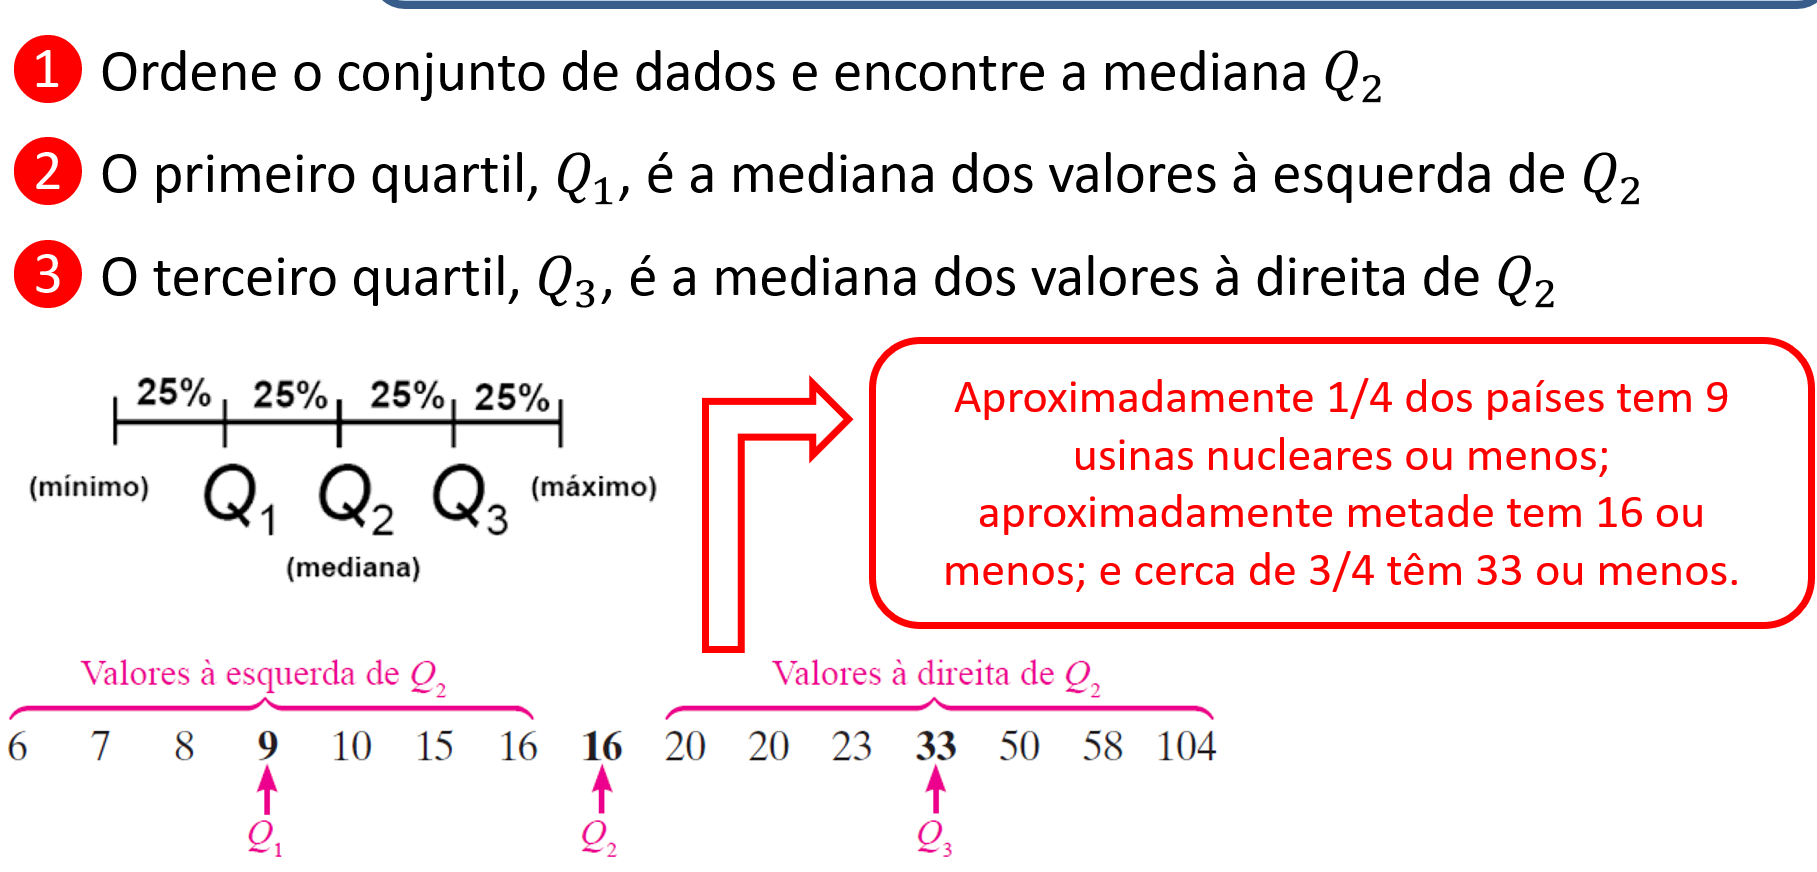 1 Ordene o conjunto de dados e encontre a mediana Q₂
2 O primeiro quartil, Q₁, é a mediana dos valores à esquerda de Q₂
3 O terceiro quartil, Q₃, é a mediana dos valores à direita de Q₂
25% 25% 25% 25%
(mínimo) Q₁ Q₂ Q₃ (máximo)
(mediana)
Aproximadamente 1/4 dos países tem 9
usinas nucleares ou menos;
aproximadamente metade tem 16 ou
menos; e cerca de 3/4 têm 33 ou menos.
Valores à esquerda de Q₂ Valores à direita de Q₂
6 7 8 9 10 15 16 16 20 20 23 33 50 58 104
Q₁ Q₂ Q₃